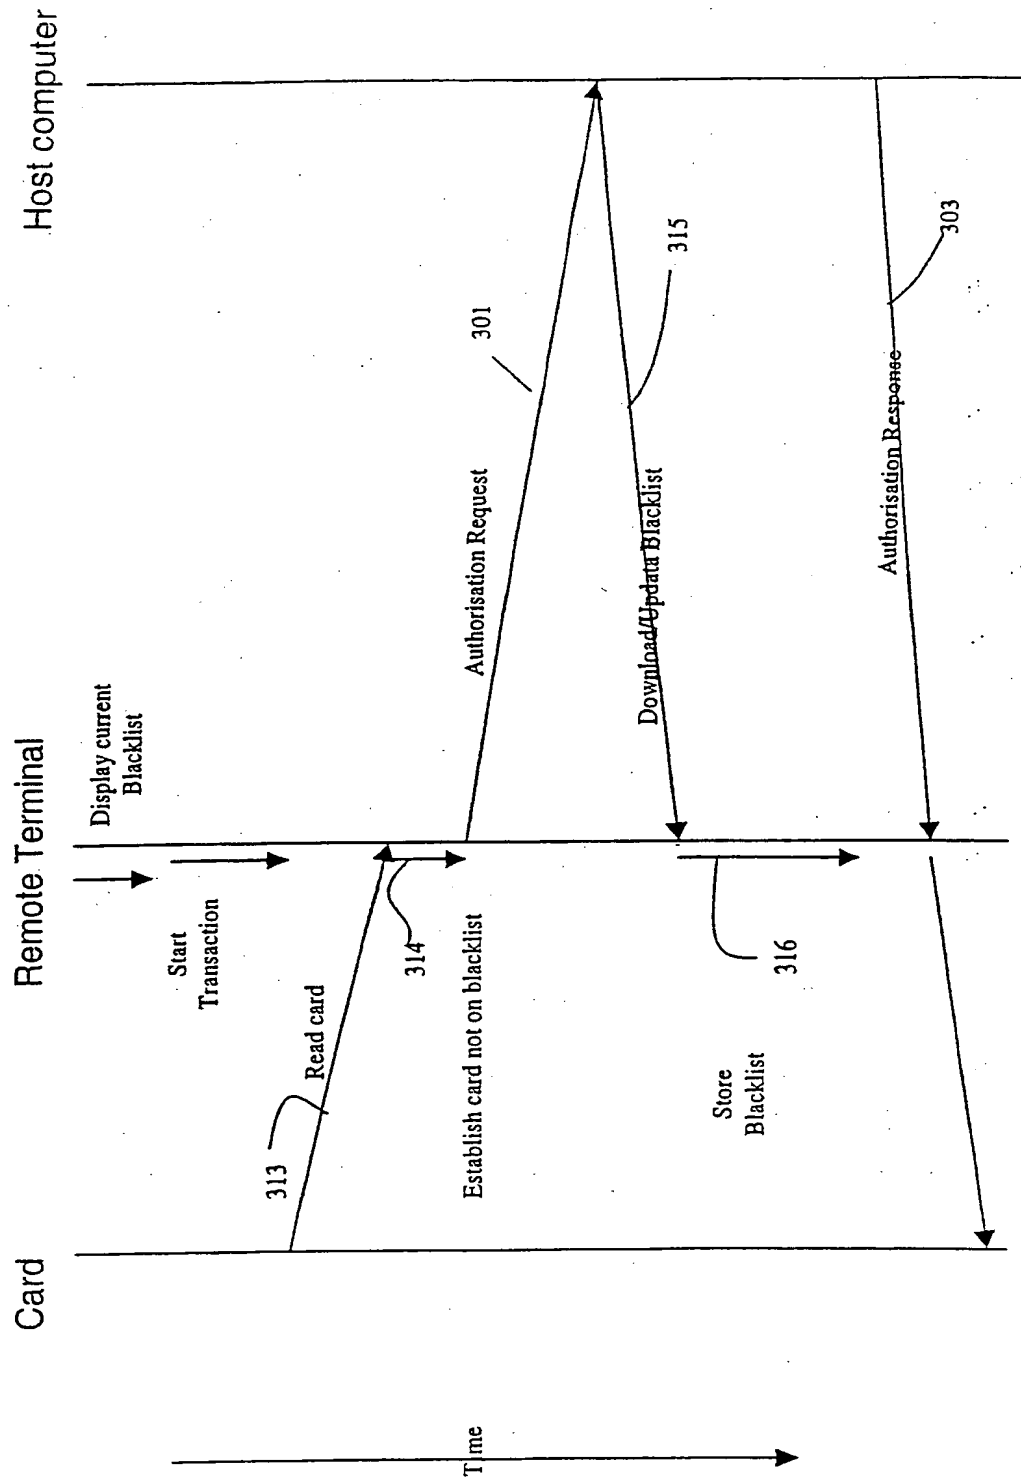 Card
Remote Terminal
Host computer
Display current
Blacklist
Start
Transaction
313
Read card
314
Establish card not on blacklist
Authorisation Request
301
Download/Updata Blacklist
315
316
Store
Blacklist
Authorisation Response
303
Time